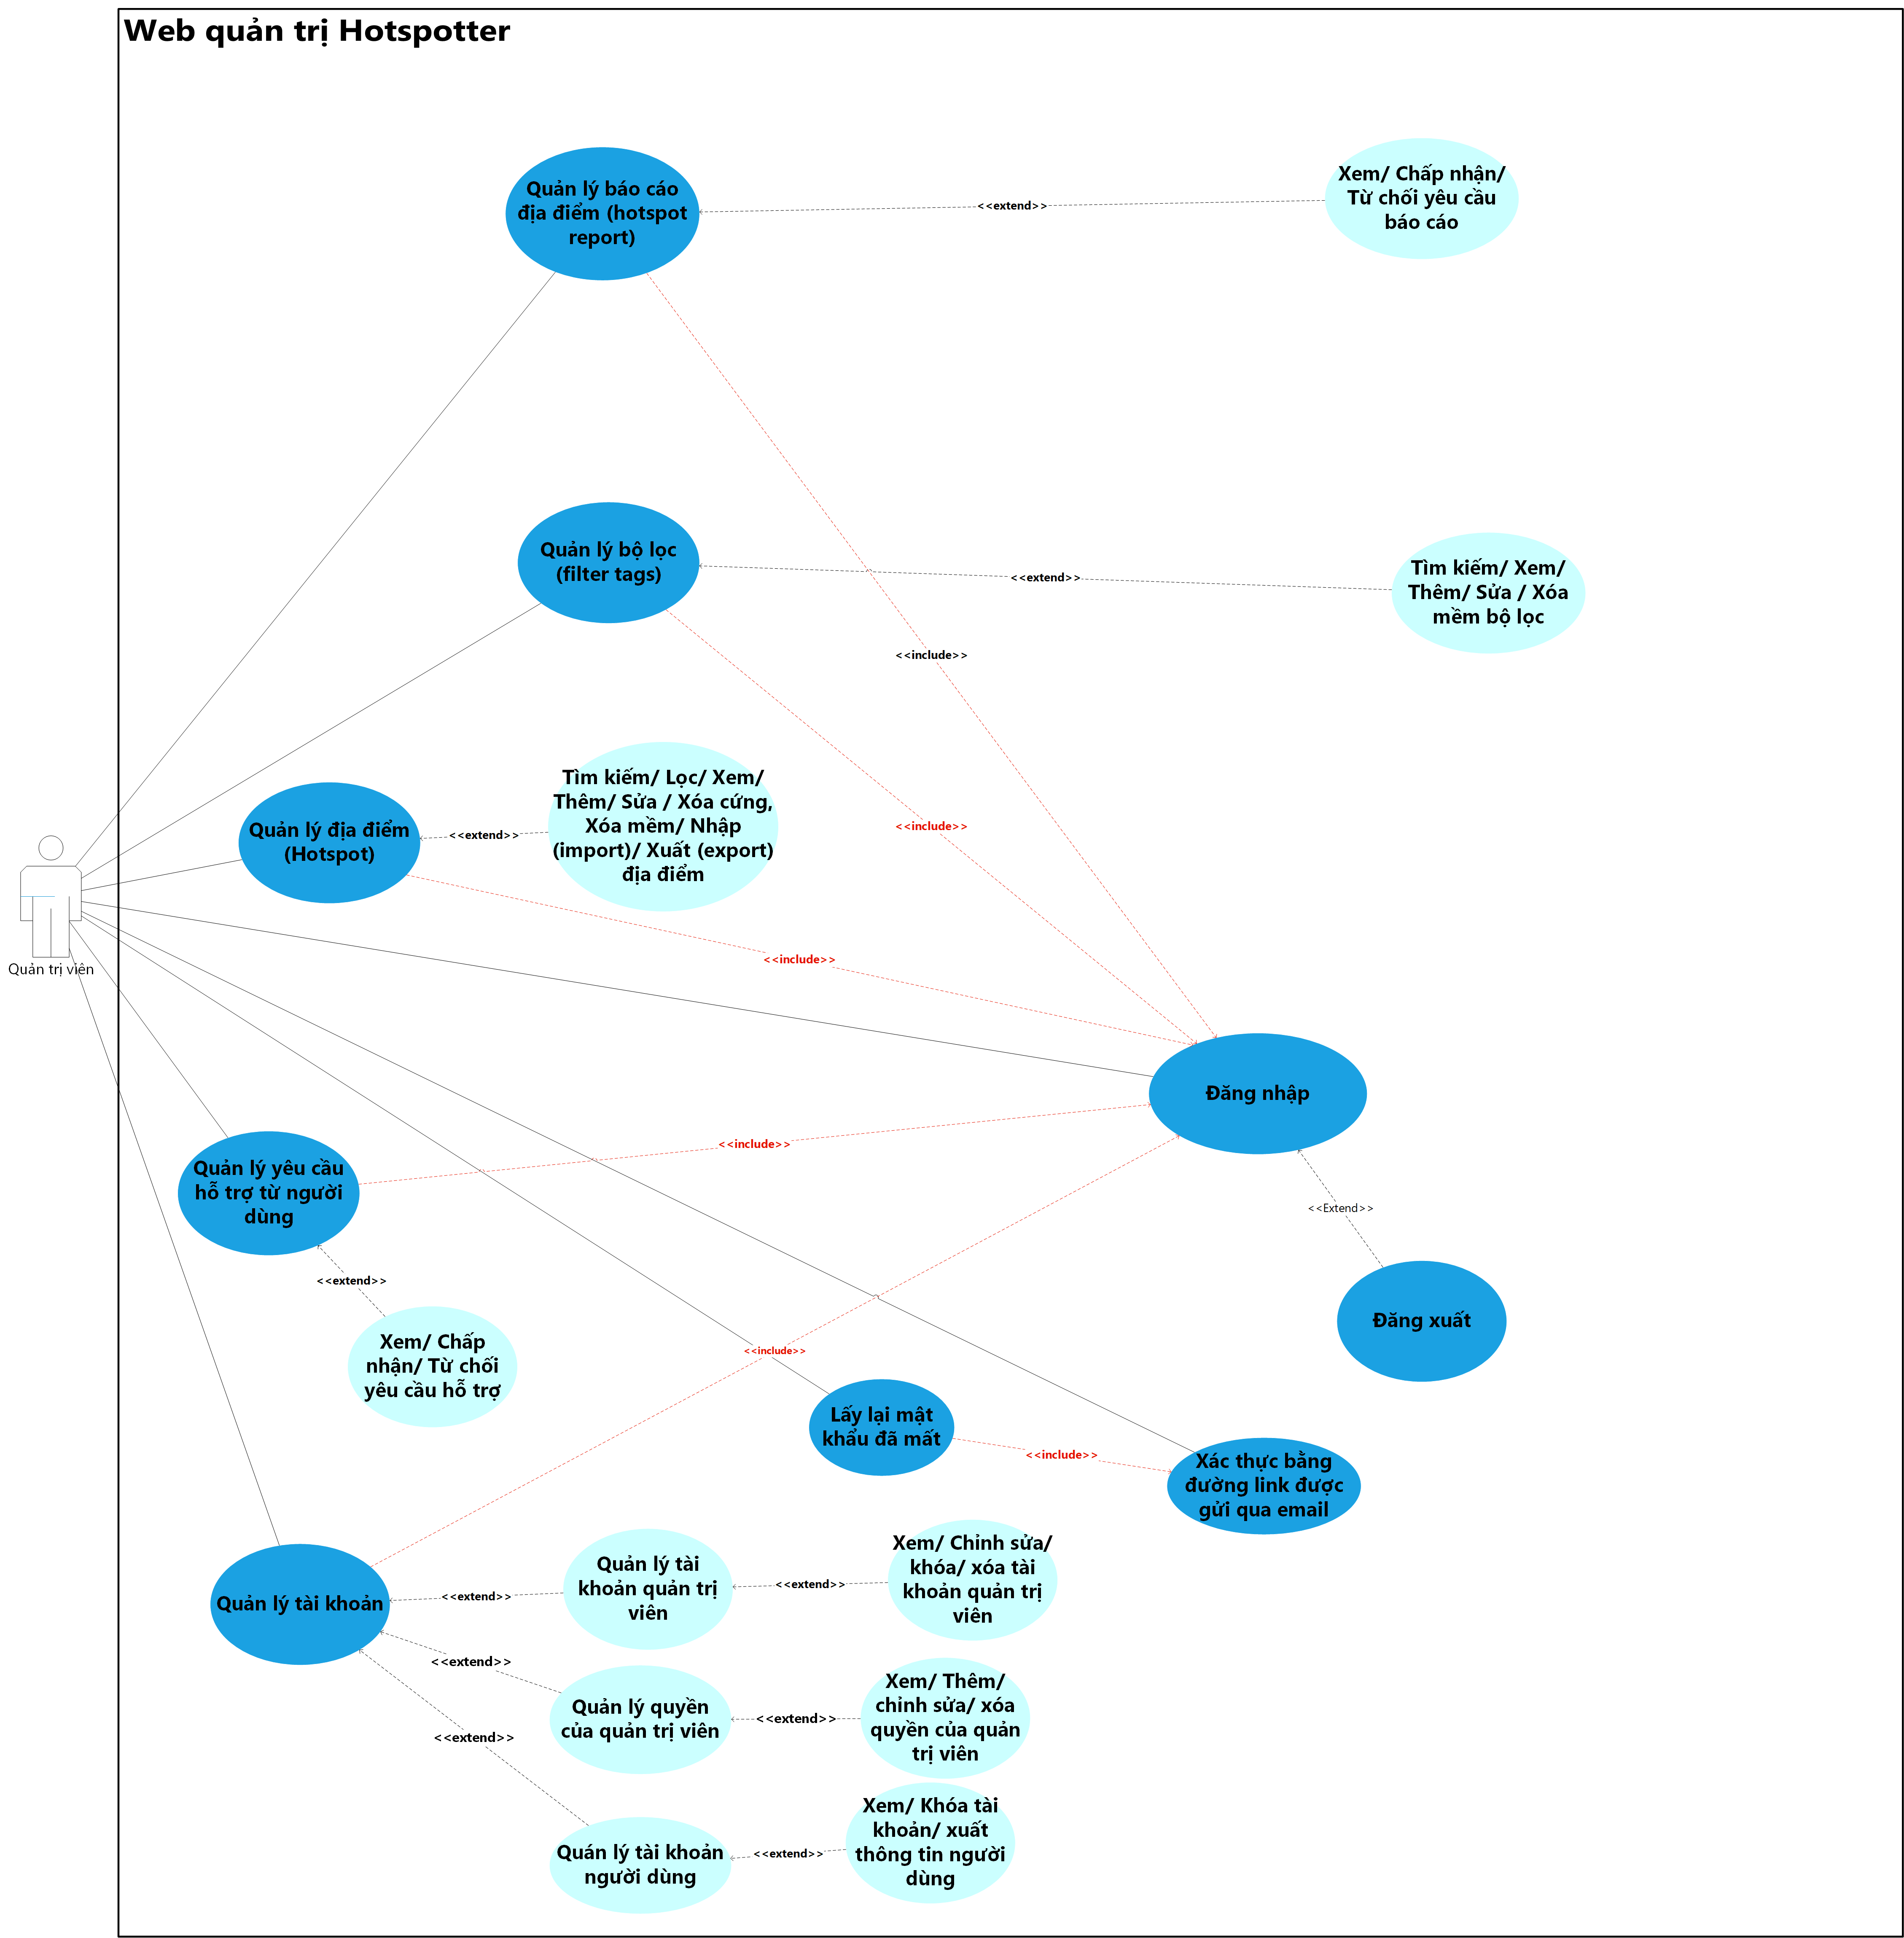 Web quản trị Hotspotter
Quản lý báo cáo
địa điểm (hotspot
report)
<<extend>>
Xem/ Chấp nhận/
Từ chối yêu cầu
báo cáo
Quản lý bộ lọc
(filter tags)
<<extend>>
Tìm kiếm/ Xem/
Thêm/ Sửa / Xóa
mềm bộ lọc
<<include>>
Quản lý địa điểm
(Hotspot)
<<extend>>
Tìm kiếm/ Lọc/ Xem/
Thêm/ Sửa / Xóa cứng,
Xóa mềm/ Nhập
(import)/ Xuất (export)
địa điểm
<<include>>
<<include>>
Quản trị viên
Đăng nhập
Quản lý yêu cầu
hỗ trợ từ người
dùng
<<include>>
<<Extend>>
Đăng xuất
<<extend>>
Xem/ Chấp
nhận/ Từ chối
yêu cầu hỗ trợ
<<include>>
Lấy lại mật
khẩu đã mất
<<include>>
Xác thực bằng
đường link được
gửi qua email
Quản lý tài khoản
<<extend>>
Quản lý tài
khoản quản trị
viên
<<extend>>
Xem/ Chỉnh sửa/
khóa/ xóa tài
khoản quản trị
viên
<<extend>>
Quản lý quyền
của quản trị viên
<<extend>>
Xem/ Thêm/
chỉnh sửa/ xóa
quyền của quản
trị viên
<<extend>>
Quán lý tài khoản
người dùng
<<extend>>
Xem/ Khóa tài
khoản/ xuất
thông tin người
dùng